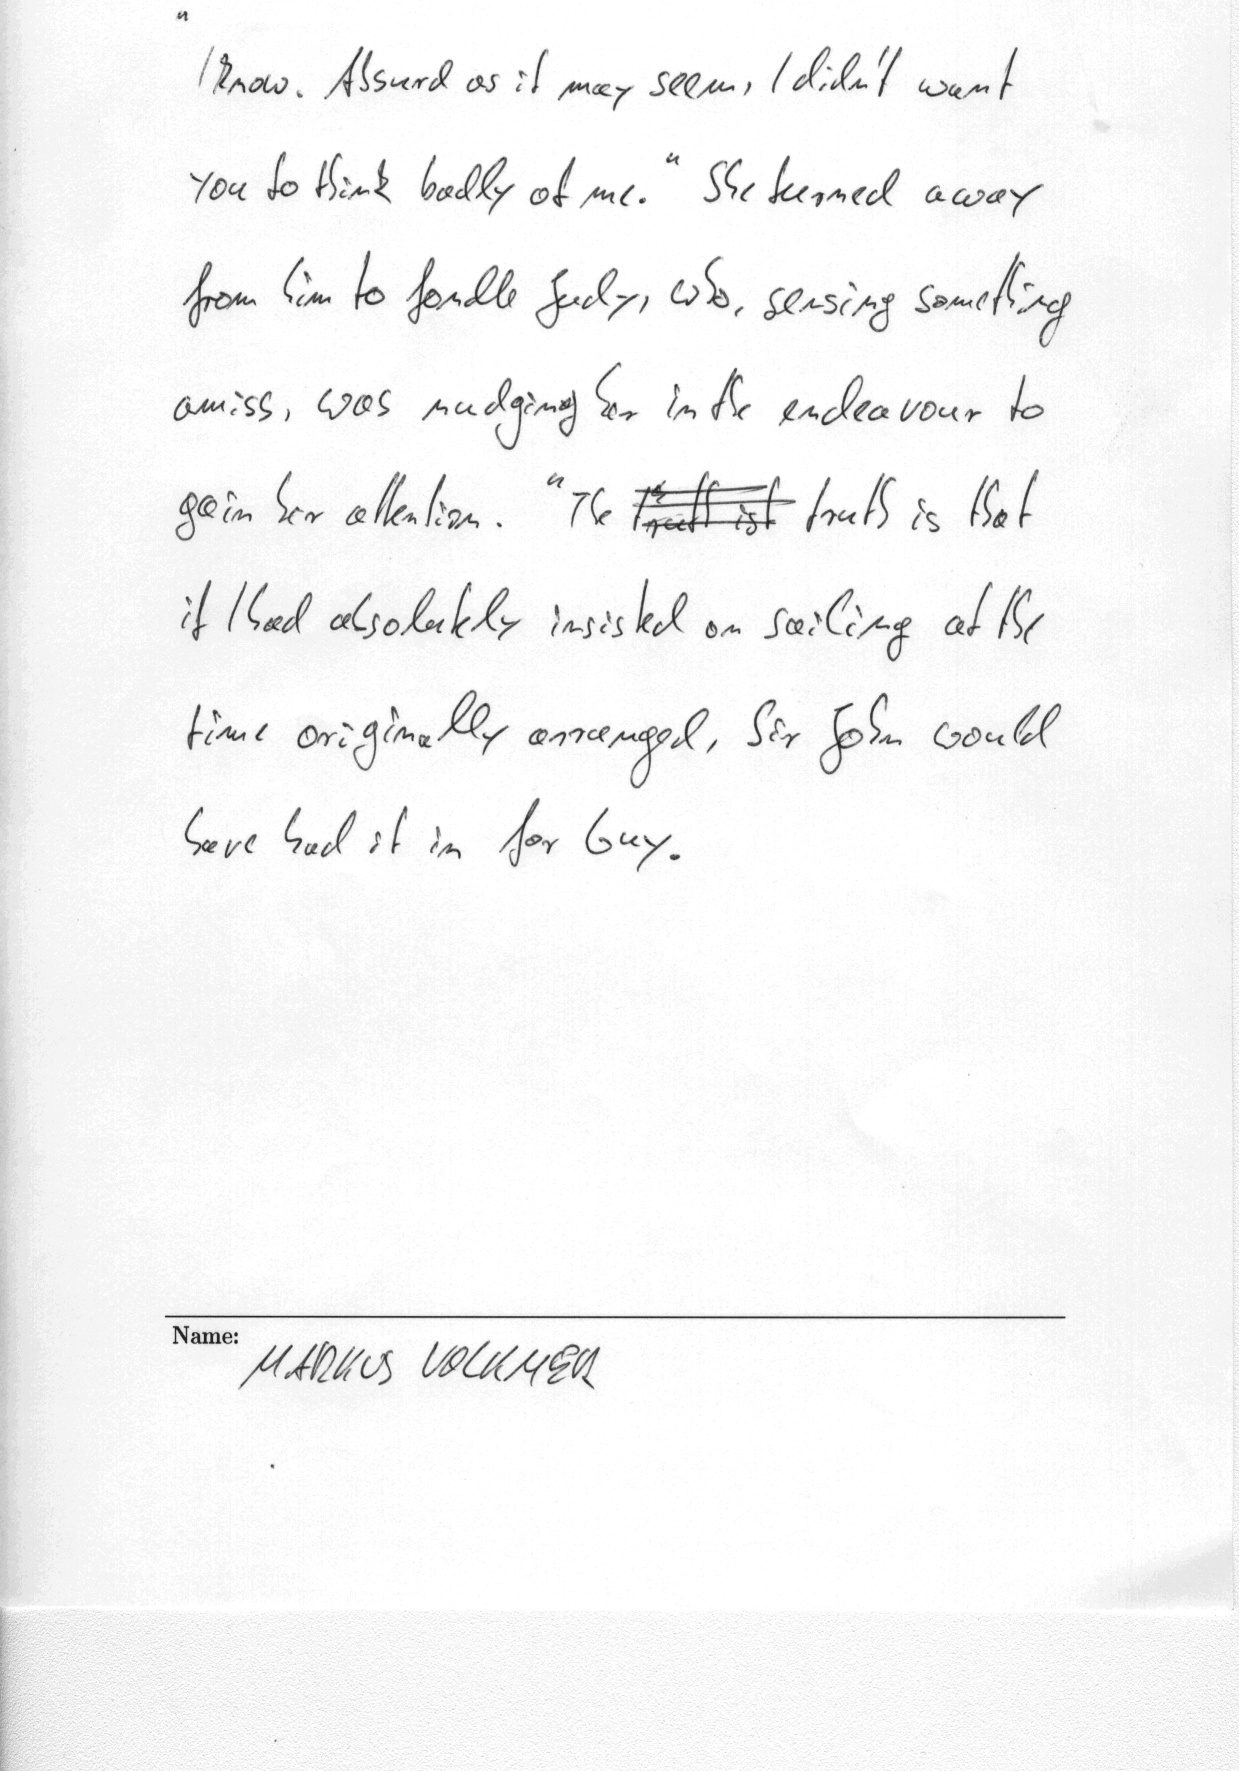 "
I know. Absurd as it may seem, I didn't want
you to think badly of me." She turned away
from him to fondle Judy, who, sensing something
amiss, was nudging her in the endeavour to
gain her attention. "The truth is that
if I had absolutely insisted on sailing at the
time originally arranged, Sir John would
have had it in for Guy.
Name:
MARKUS VOLKMER